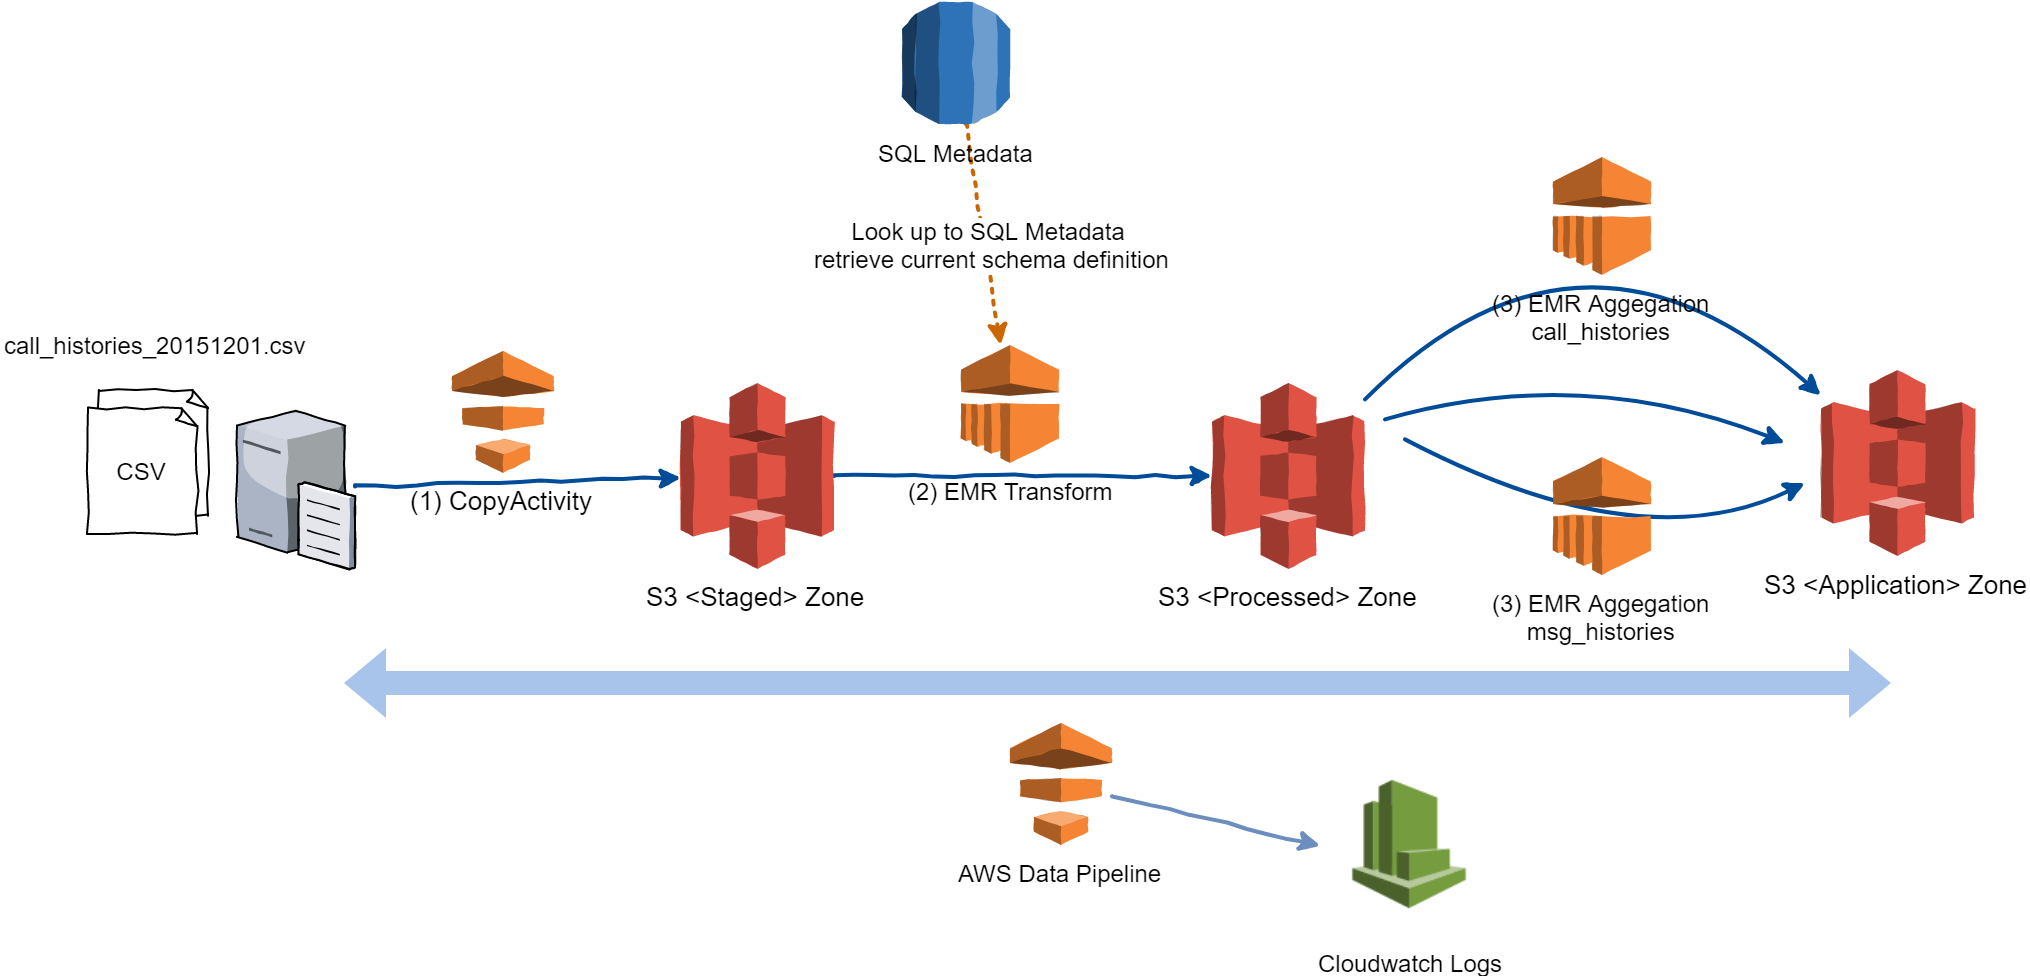 SQL Metadata
Look up to SQL Metadata
retrieve current schema definition
(3) EMR Aggegation
call_histories
call_histories_20151201.csv
CSV
(1) CopyActivity
(2) EMR Transform
S3 <Staged> Zone
S3 <Processed> Zone
S3 <Application> Zone
(3) EMR Aggegation
msg_histories
AWS Data Pipeline
Cloudwatch Logs